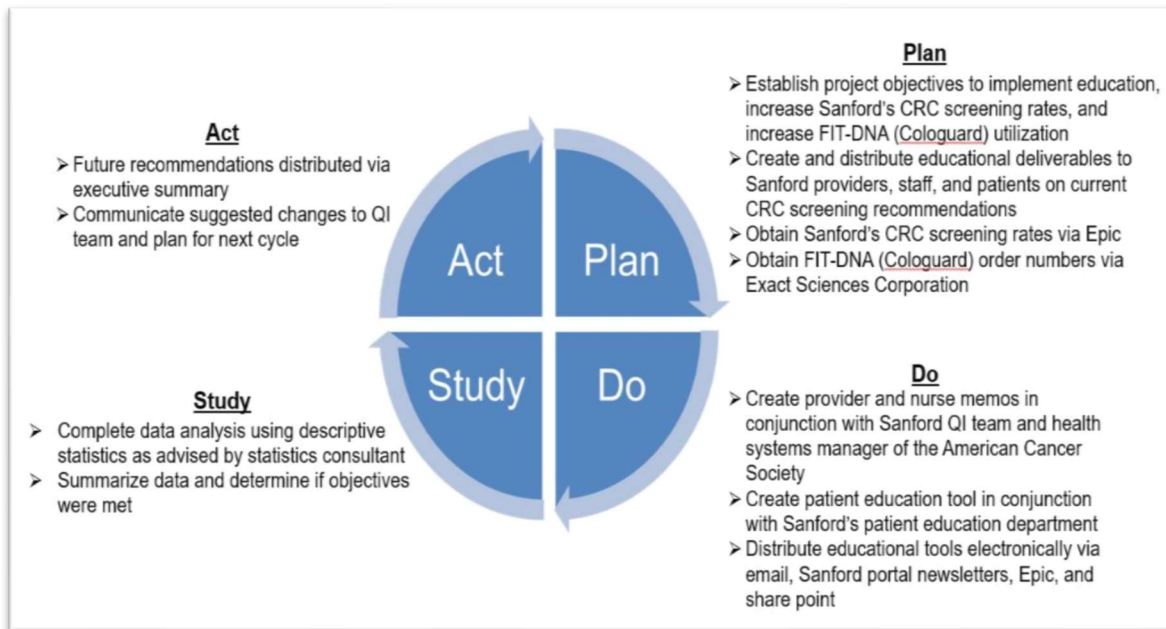 Act
➢ Future recommendations distributed via
executive summary
➢ Communicate suggested changes to QI
team and plan for next cycle
Plan
➢ Establish project objectives to implement education,
increase Sanford's CRC screening rates, and
increase FIT-DNA (Cologuard) utilization
➢ Create and distribute educational deliverables to
Sanford providers, staff, and patients on current
CRC screening recommendations
➢ Obtain Sanford's CRC screening rates via Epic
➢ Obtain FIT-DNA (Cologuard) order numbers via
Exact Sciences Corporation
Act
Plan
Study
Do
Study
➢ Complete data analysis using descriptive
statistics as advised by statistics consultant
➢ Summarize data and determine if objectives
were met
Do
➢ Create provider and nurse memos in
conjunction with Sanford QI team and health
systems manager of the American Cancer
Society
➢ Create patient education tool in conjunction
with Sanford's patient education department
➢ Distribute educational tools electronically via
email, Sanford portal newsletters, Epic, and
share point